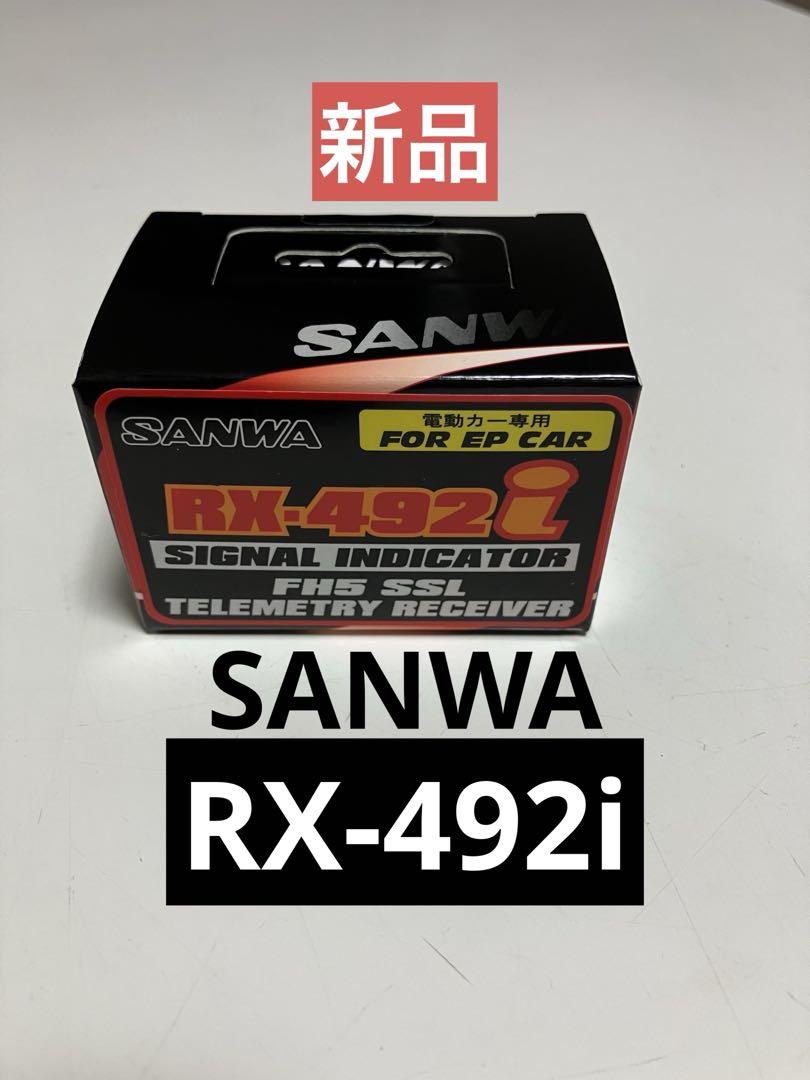 新品
SANWA
SANWA
電動カー専用
FOR EP CAR
RX-492i
SIGNAL INDICATOR
FH5 SSL
TELEMETRY RECEIVER
SANWA
RX-492i